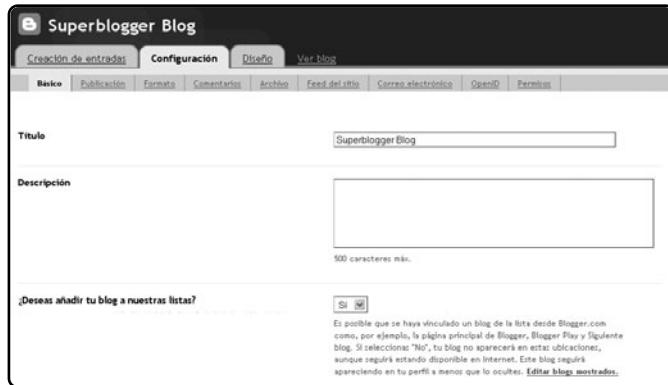 Superblogger Blog
Creación de entradas Configuración Diseño Ver blog
Básico Publicación Formato Comentarios Archivo Feed del sitio Correo electrónico OpenID Permisos
Título
Superblogger Blog
Descripción
500 caracteres máx.
¿Deseas añadir tu blog a nuestras listas?
Sí
Es posible que se haya vinculado un blog de la lista desde Blogger.com
como, por ejemplo, la página principal de Blogger, Blogger Play y Siguiente
blog. Si seleccionas "No", tu blog no aparecerá en estas ubicaciones,
aunque seguirá estando disponible en Internet. Este blog seguirá
apareciendo en tu perfil a menos que lo ocultes. Editar blogs mostrados.